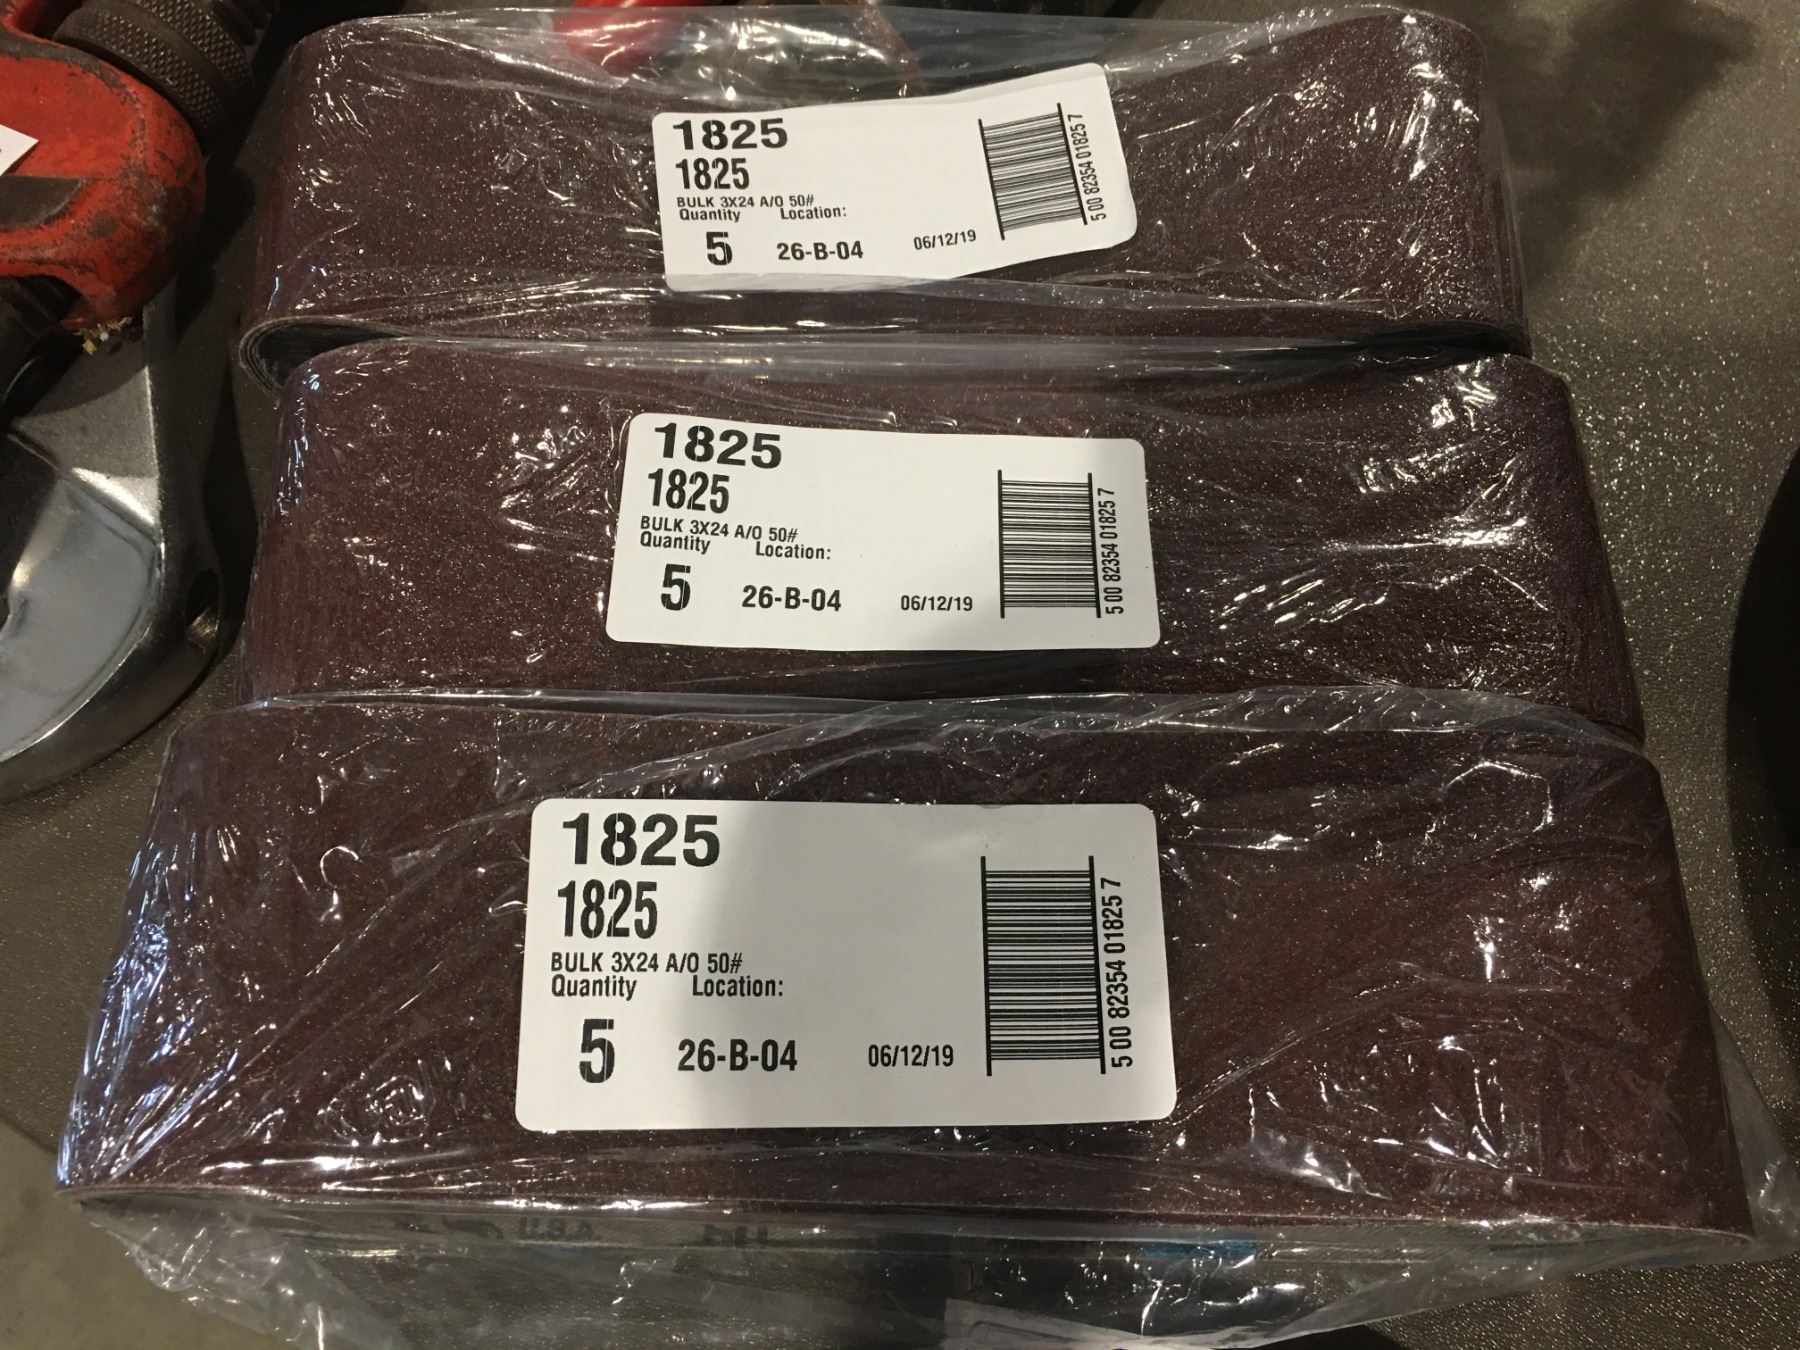 1825
1825
BULK 3X24 A/O 50#
Quantity Location:
5 26-B-04 06/12/19
5 00 82354 01825 7
1825
1825
BULK 3X24 A/O 50#
Quantity Location:
5 26-B-04 06/12/19
5 00 82354 01825 7
1825
1825
BULK 3X24 A/O 50#
Quantity Location:
5 26-B-04 06/12/19
5 00 82354 01825 7